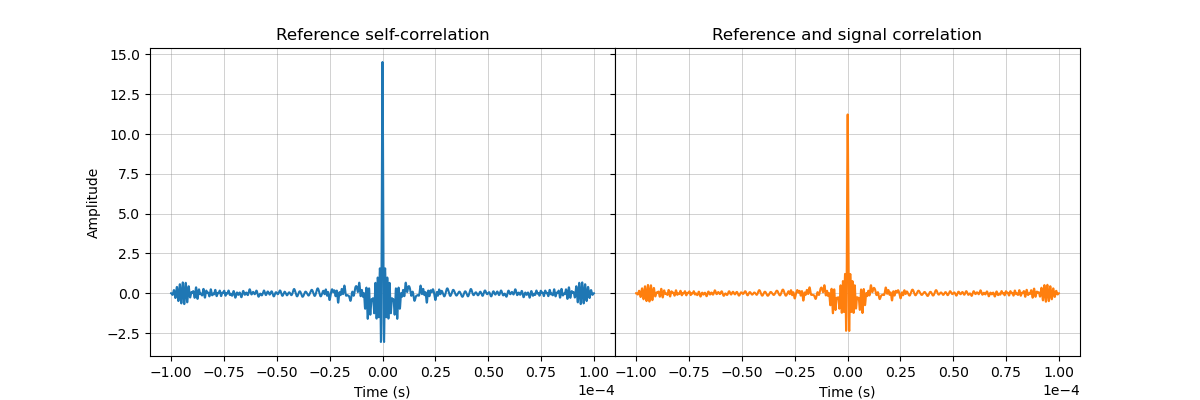 Reference self-correlation
Reference and signal correlation
15.0
12.5
10.0
7.5
5.0
2.5
0.0
−2.5
Amplitude
−1.00 −0.75 −0.50 −0.25 0.00 0.25 0.50 0.75 1.00
1e−4
Time (s)
−1.00 −0.75 −0.50 −0.25 0.00 0.25 0.50 0.75 1.00
1e−4
Time (s)